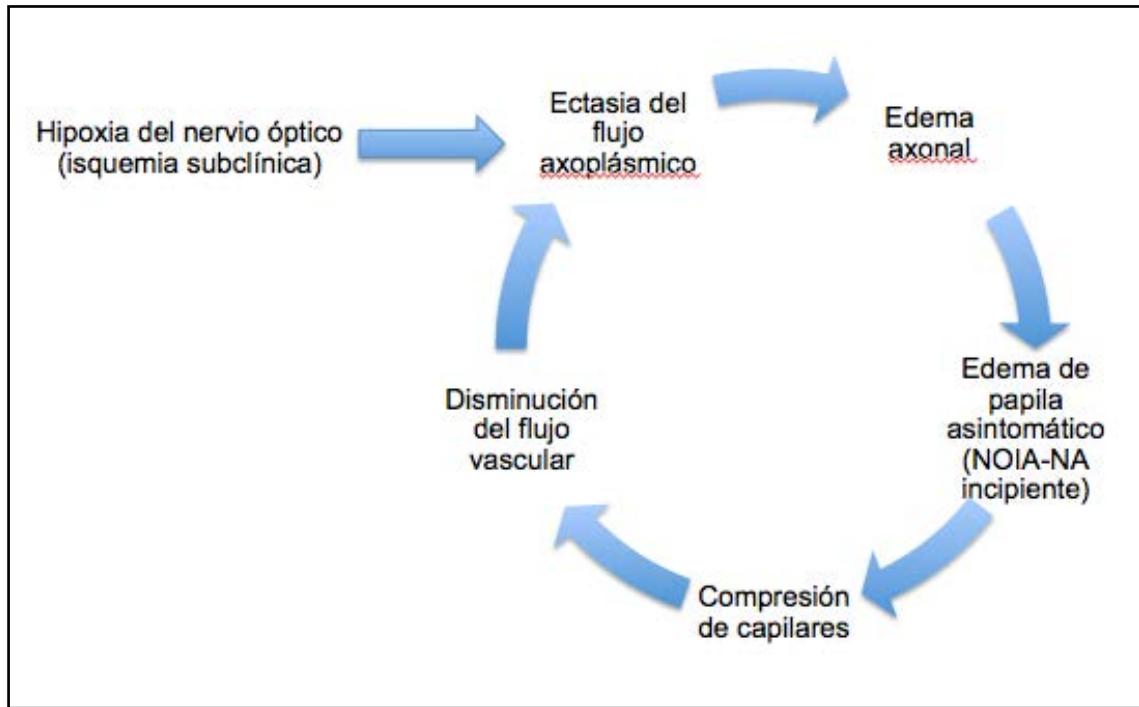 Hipoxia del nervio óptico
(isquemia subclínica)
Ectasia del
flujo
axoplásmico
Edema
axonal
Edema de
papila
asintomático
(NOIA-NA
incipiente)
Compresión
de capilares
Disminución
del flujo
vascular